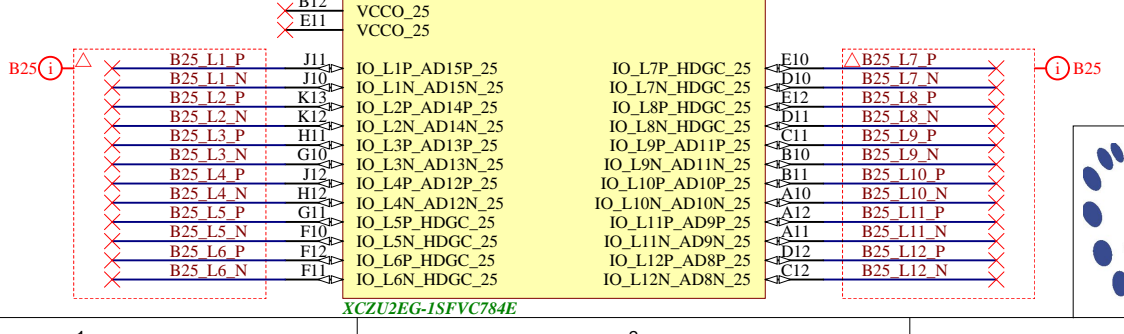 B12 VCCO_25
E11 VCCO_25
B25 i B25_L1_P J11 IO_L1P_AD15P_25 IO_L7P_HDGC_25 E10 B25_L7_P i B25
B25_L1_N J10 IO_L1N_AD15N_25 IO_L7N_HDGC_25 D10 B25_L7_N
B25_L2_P K13 IO_L2P_AD14P_25 IO_L8P_HDGC_25 E12 B25_L8_P
B25_L2_N K12 IO_L2N_AD14N_25 IO_L8N_HDGC_25 D11 B25_L8_N
B25_L3_P H11 IO_L3P_AD13P_25 IO_L9P_AD11P_25 C11 B25_L9_P
B25_L3_N G10 IO_L3N_AD13N_25 IO_L9N_AD11N_25 B10 B25_L9_N
B25_L4_P J12 IO_L4P_AD12P_25 IO_L10P_AD10P_25 B11 B25_L10_P
B25_L4_N H12 IO_L4N_AD12N_25 IO_L10N_AD10N_25 A10 B25_L10_N
B25_L5_P G11 IO_L5P_HDGC_25 IO_L11P_AD9P_25 A12 B25_L11_P
B25_L5_N F10 IO_L5N_HDGC_25 IO_L11N_AD9N_25 A11 B25_L11_N
B25_L6_P F12 IO_L6P_HDGC_25 IO_L12P_AD8P_25 D12 B25_L12_P
B25_L6_N F11 IO_L6N_HDGC_25 IO_L12N_AD8N_25 C12 B25_L12_N
XCZU2EG-1SFVC784E